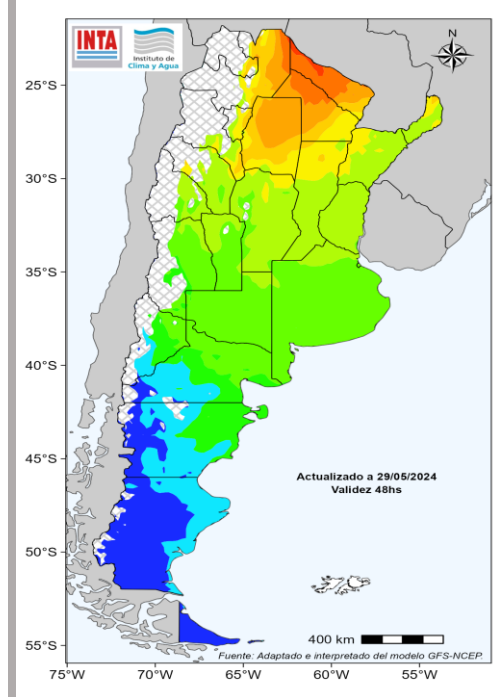 INTA
Instituto de
Clima y Agua
N
25°S
30°S
35°S
40°S
45°S
50°S
55°S
Actualizado a 29/05/2024
Validez 48hs
400 km
Fuente: Adaptado e interpretado del modelo GFS-NCEP.
75°W
70°W
65°W
60°W
55°W